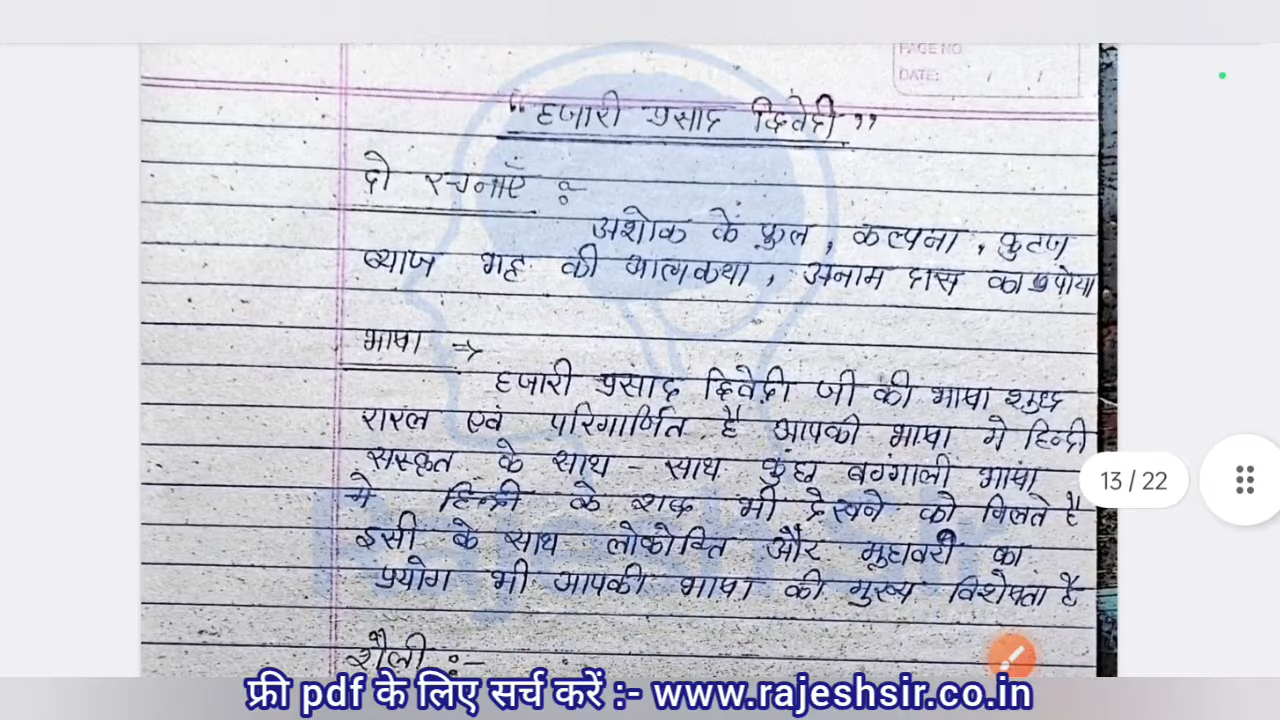 PAGE NO.
DATE: / /
"हजारी प्रसाद द्विवेदी"
दो रचनाएँ :-
अशोक के फूल, कल्पना, कुटज
व्याज भट्ट की आत्मकथा, अनाम दास का पोथा
भाषा →
हजारी प्रसाद द्विवेदी जी की भाषा शुध्द
सरल एवं परिमार्जित है आपकी भाषा मे हिन्दी
सस्कृत के साथ - साथ कुछ बंगाली भाषा
मे हिन्दी के शब्द भी देखने को मिलते है
इसी के साथ लोकोक्ति और मुहावरों का
प्रयोग भी आपकी भाषा की मुख्य विशेषता है
शैली :-
13 / 22
फ्री pdf के लिए सर्च करें :- www.rajeshsir.co.in